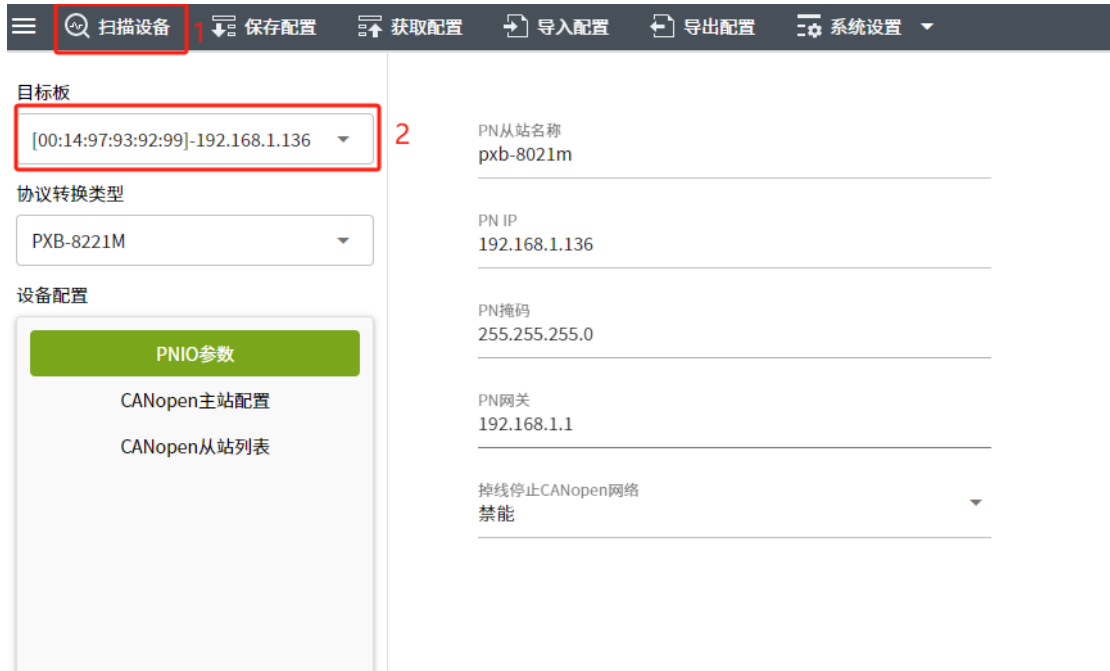 扫描设备 1 保存配置 获取配置 导入配置 导出配置 系统设置
目标板
[00:14:97:93:92:99]-192.168.1.136
2
协议转换类型
PXB-8221M
设备配置
PNIO参数
CANopen主站配置
CANopen从站列表
PN从站名称
pxb-8021m
PN IP
192.168.1.136
PN掩码
255.255.255.0
PN网关
192.168.1.1
掉线停止CANopen网络
禁能